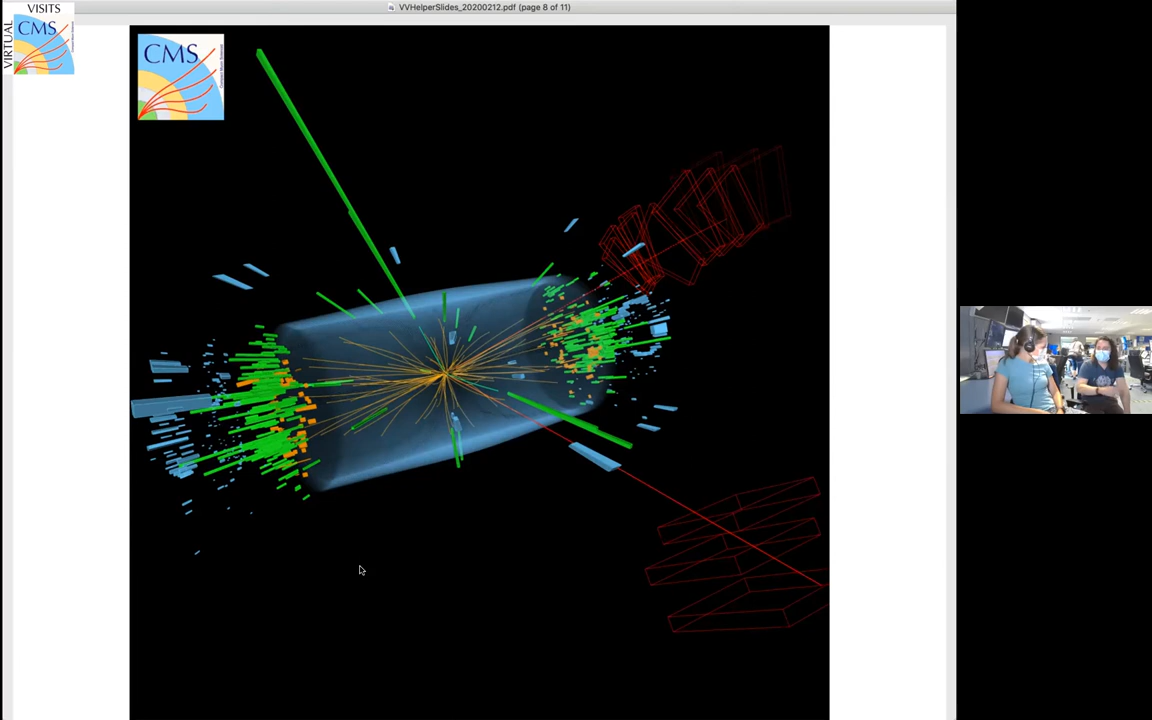 VISITS
VIRTUAL
CMS
VVHelperSlides_20200212.pdf (page 8 of 11)
CMS